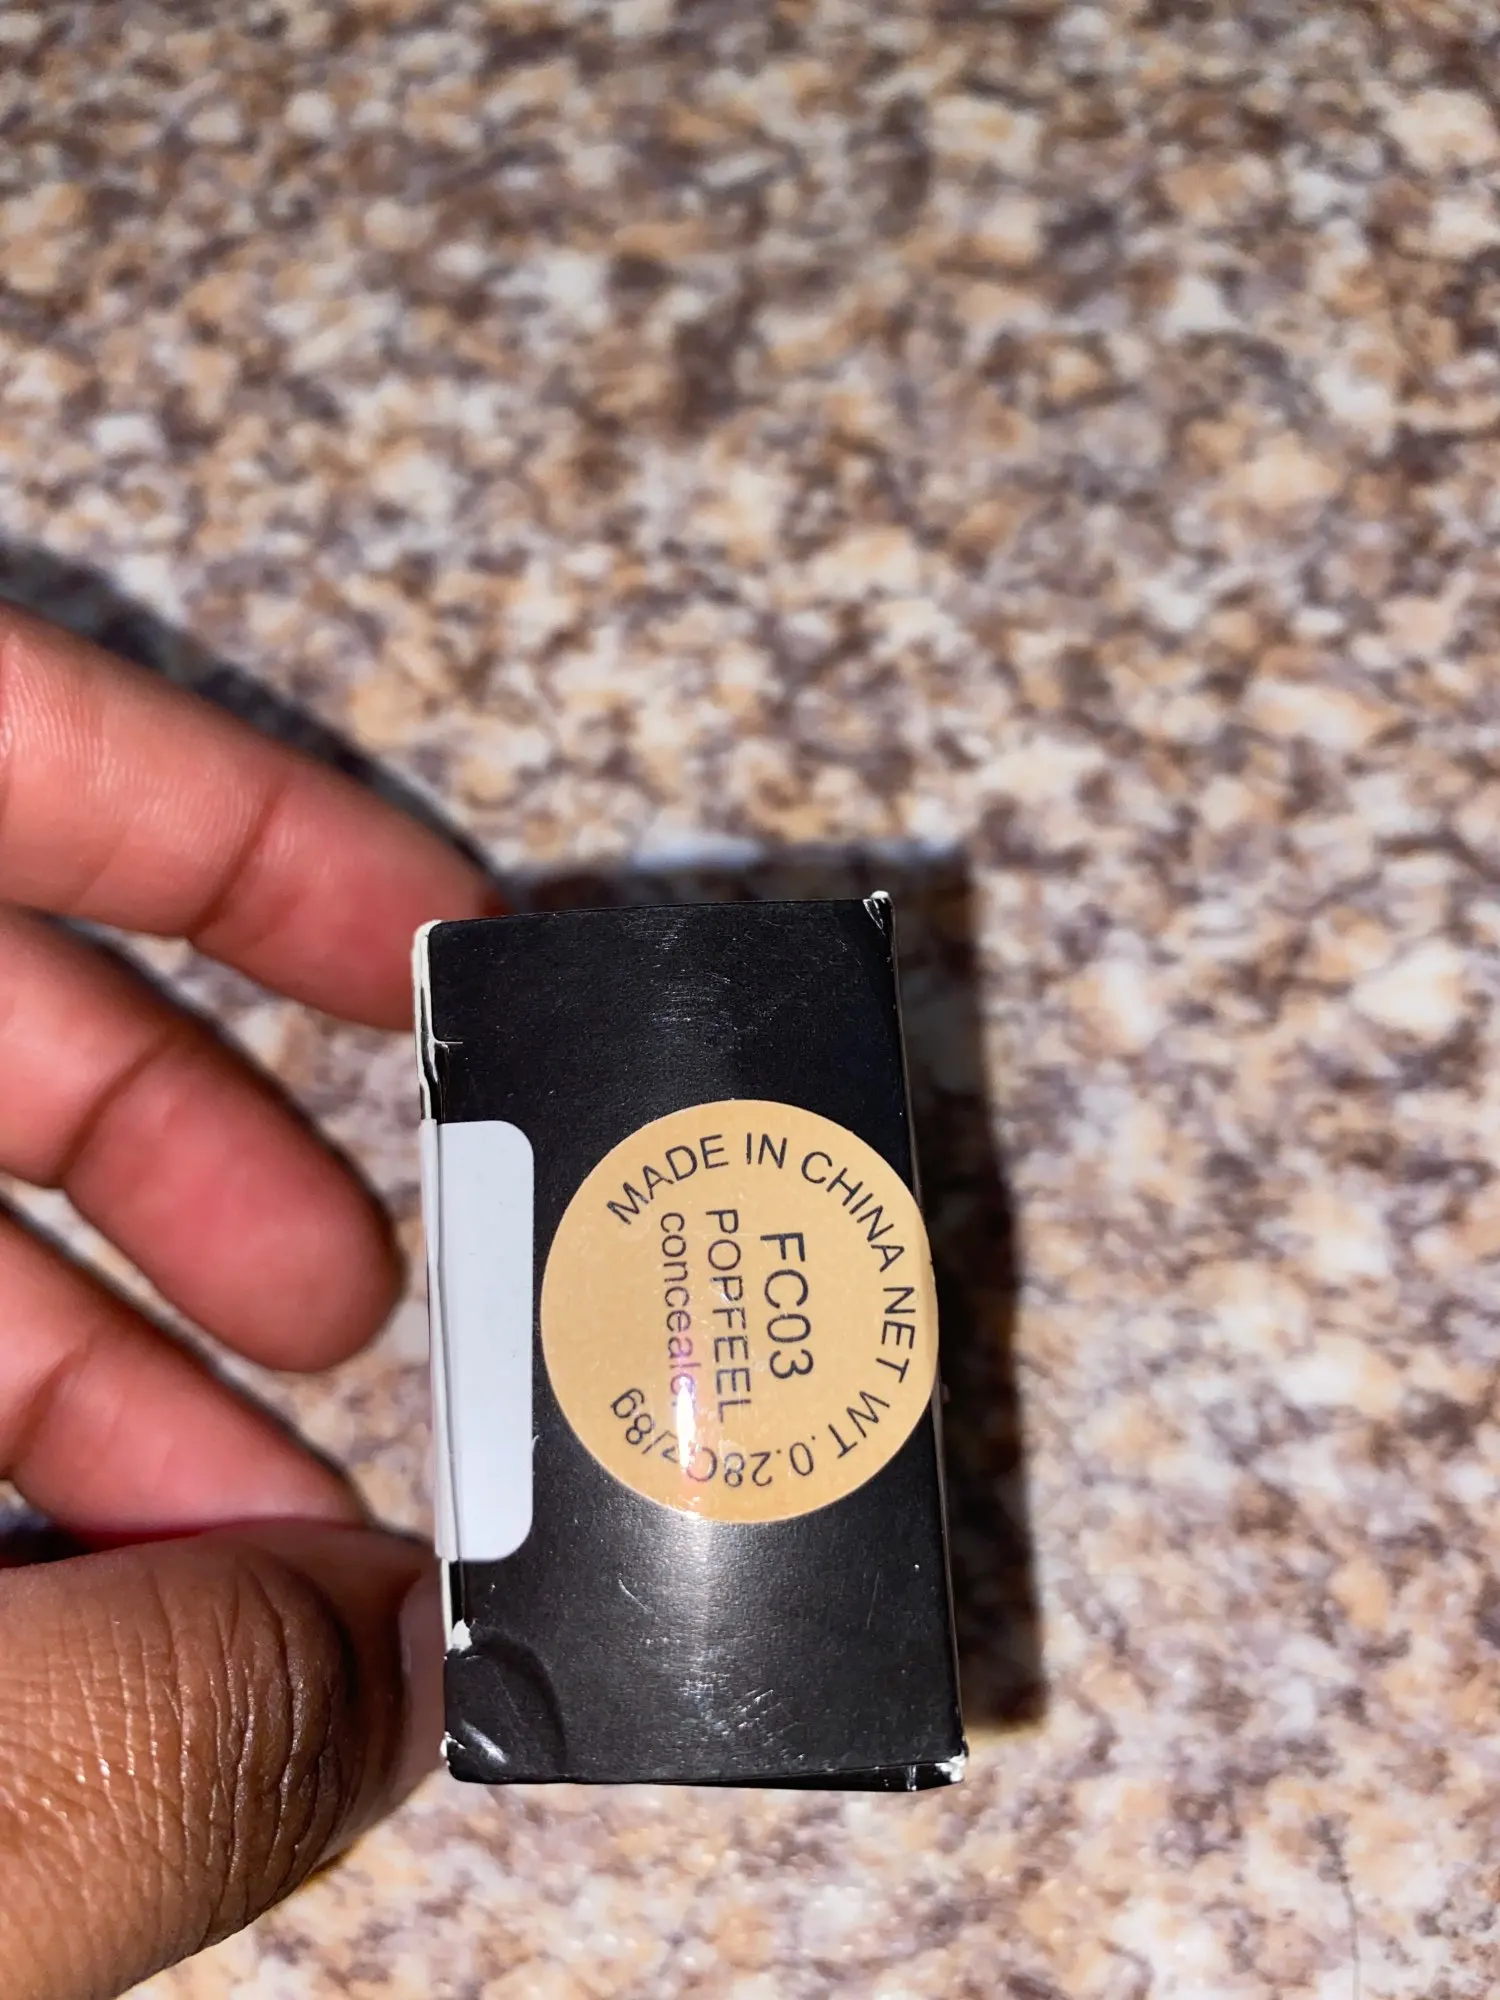 MADE IN CHINA NET WT. 0.28OZ/8g
FC03
POPFEEL
concealer